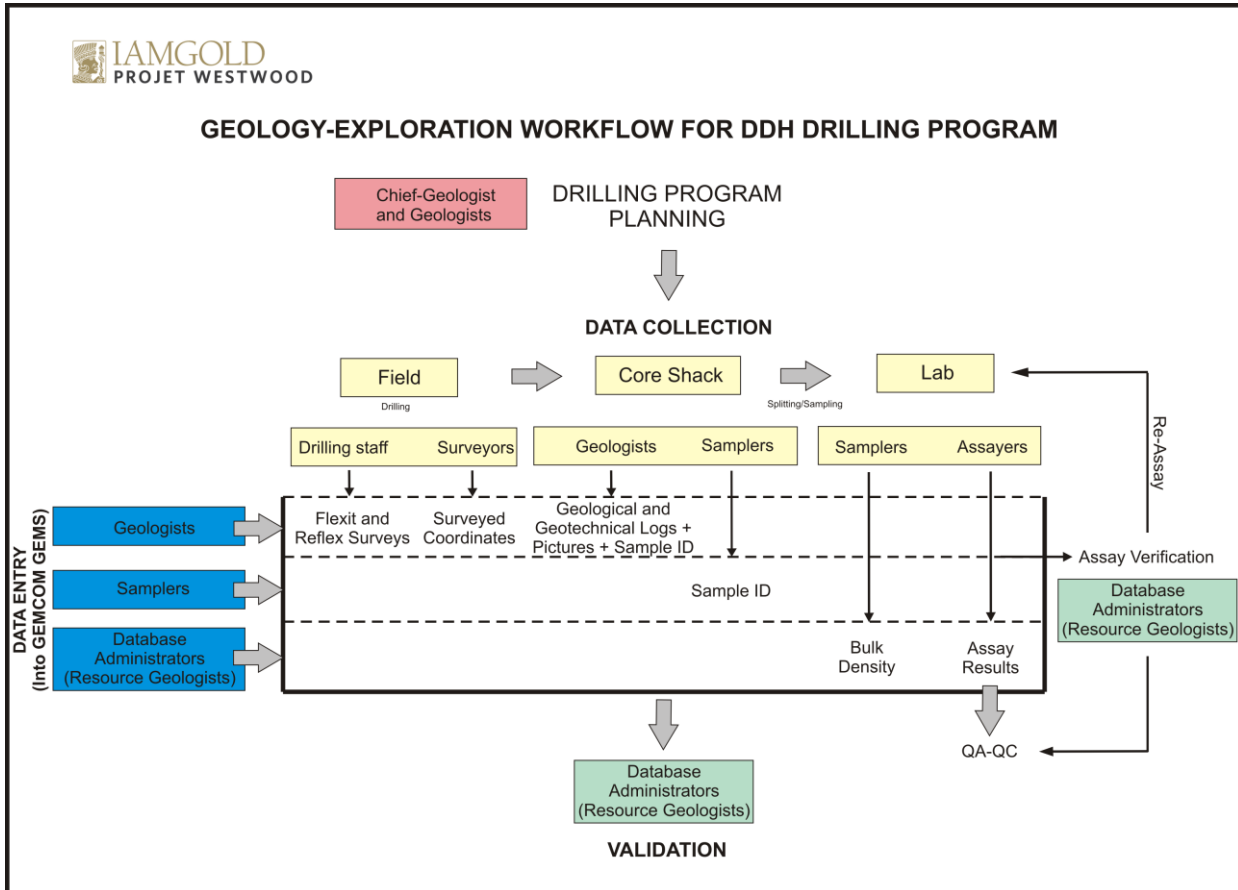 IAMGOLD
PROJET WESTWOOD
GEOLOGY-EXPLORATION WORKFLOW FOR DDH DRILLING PROGRAM
Chief-Geologist
and Geologists
DRILLING PROGRAM
PLANNING
DATA COLLECTION
Field
Core Shack
Lab
Drilling
Splitting/Sampling
Drilling staff
Surveyors
Geologists
Samplers
Samplers
Assayers
Re-Assay
DATA ENTRY
(Into GEMCOM GEMS)
Geologists
Flexit and
Reflex Surveys
Surveyed
Coordinates
Geological and
Geotechnical Logs +
Pictures + Sample ID
Assay Verification
Samplers
Sample ID
Database
Administrators
(Resource Geologists)
Database
Administrators
(Resource Geologists)
Bulk
Density
Assay
Results
QA-QC
Database
Administrators
(Resource Geologists)
VALIDATION